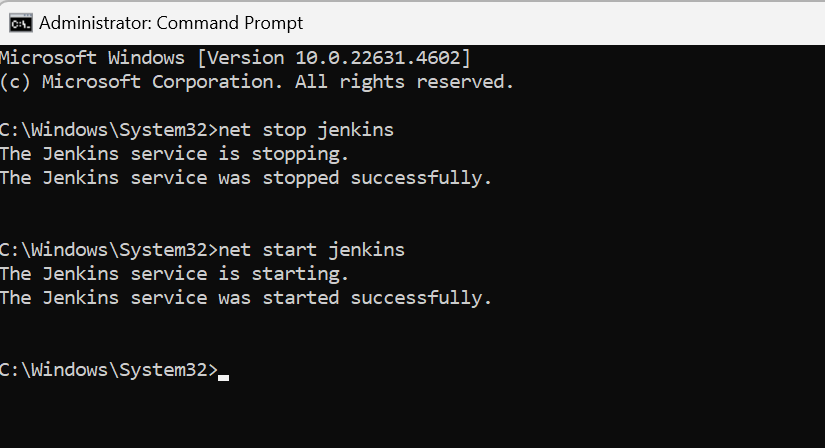 Administrator: Command Prompt
Microsoft Windows [Version 10.0.22631.4602]
(c) Microsoft Corporation. All rights reserved.
C:\Windows\System32>net stop jenkins
The Jenkins service is stopping.
The Jenkins service was stopped successfully.
C:\Windows\System32>net start jenkins
The Jenkins service is starting.
The Jenkins service was started successfully.
C:\Windows\System32>